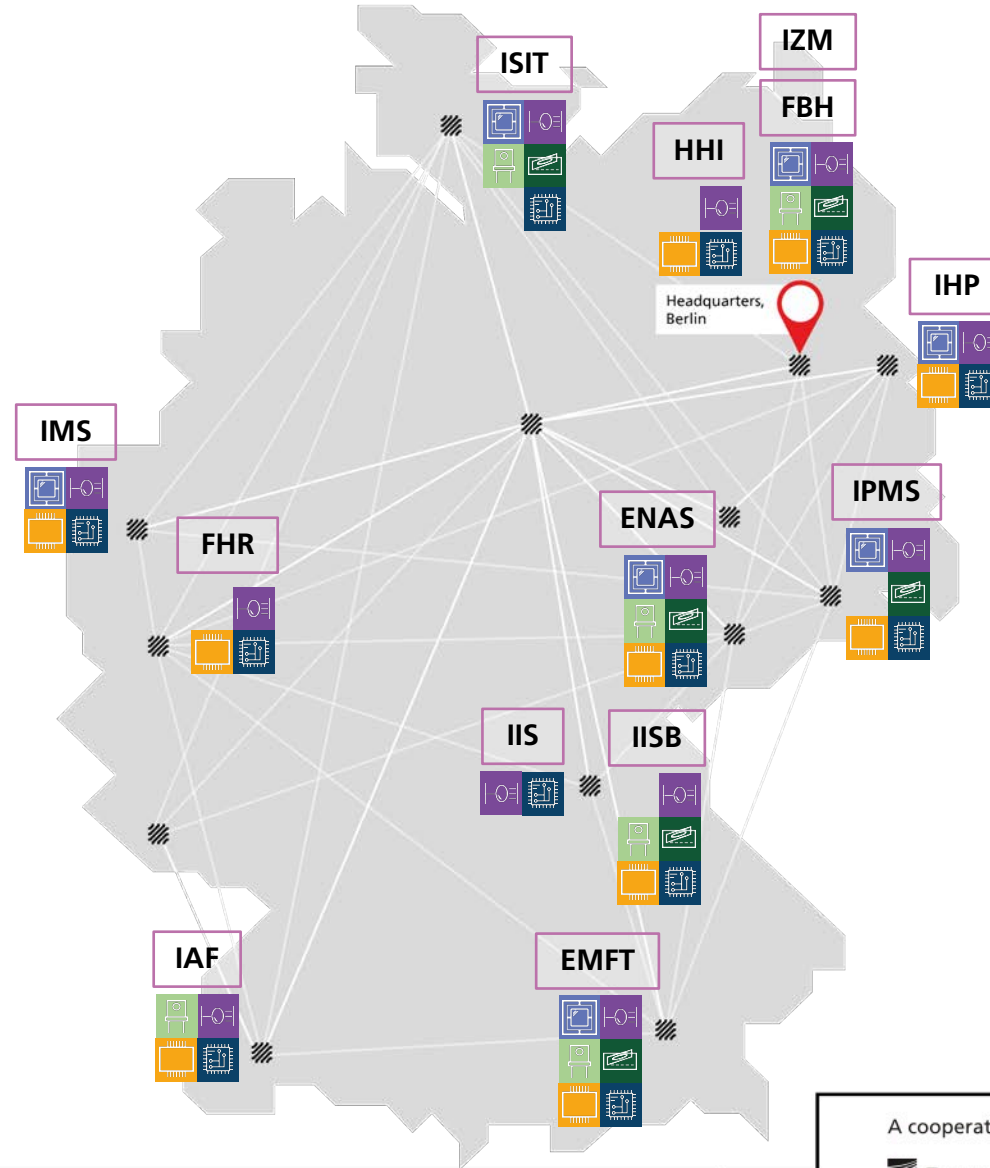 IZM
ISIT
FBH
HHI
Headquarters,
Berlin
IHP
IMS
IPMS
ENAS
FHR
IIS
IISB
IAF
EMFT
A cooperat